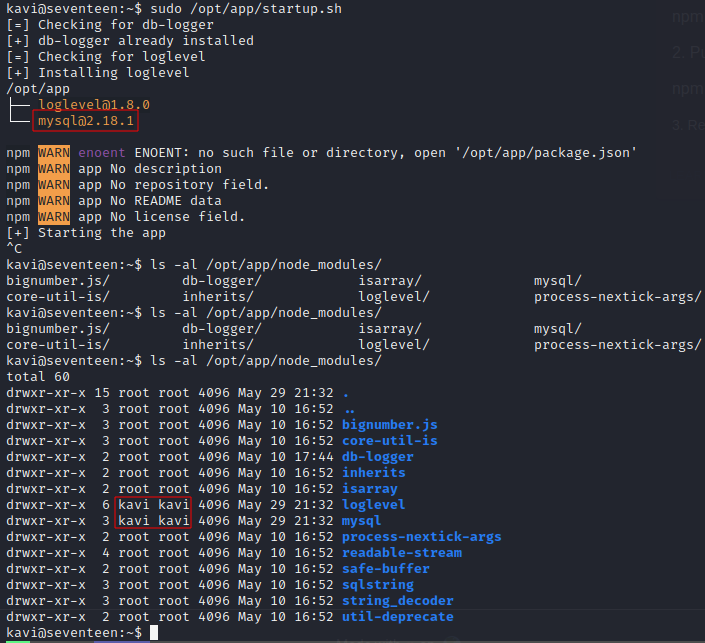 kavi@seventeen:~$ sudo /opt/app/startup.sh
[=] Checking for db-logger
[+] db-logger already installed
[=] Checking for loglevel
[+] Installing loglevel
/opt/app
├── loglevel@1.8.0
└── mysql@2.18.1
npm WARN enoent ENOENT: no such file or directory, open '/opt/app/package.json'
npm WARN app No description
npm WARN app No repository field.
npm WARN app No README data
npm WARN app No license field.
[+] Starting the app
^C
kavi@seventeen:~$ ls -al /opt/app/node_modules/
bignumber.js/ db-logger/ isarray/ mysql/
core-util-is/ inherits/ loglevel/ process-nextick-args/
kavi@seventeen:~$ ls -al /opt/app/node_modules/
bignumber.js/ db-logger/ isarray/ mysql/
core-util-is/ inherits/ loglevel/ process-nextick-args/
kavi@seventeen:~$ ls -al /opt/app/node_modules/
total 60
drwxr-xr-x 15 root root 4096 May 29 21:32 .
drwxr-xr-x 3 root root 4096 May 10 16:52 ..
drwxr-xr-x 3 root root 4096 May 10 16:52 bignumber.js
drwxr-xr-x 3 root root 4096 May 10 16:52 core-util-is
drwxr-xr-x 2 root root 4096 May 10 17:44 db-logger
drwxr-xr-x 2 root root 4096 May 10 16:52 inherits
drwxr-xr-x 2 root root 4096 May 10 16:52 isarray
drwxr-xr-x 6 kavi kavi 4096 May 29 21:32 loglevel
drwxr-xr-x 3 kavi kavi 4096 May 29 21:32 mysql
drwxr-xr-x 2 root root 4096 May 10 16:52 process-nextick-args
drwxr-xr-x 4 root root 4096 May 10 16:52 readable-stream
drwxr-xr-x 2 root root 4096 May 10 16:52 safe-buffer
drwxr-xr-x 3 root root 4096 May 10 16:52 sqlstring
drwxr-xr-x 3 root root 4096 May 10 16:52 string_decoder
drwxr-xr-x 2 root root 4096 May 10 16:52 util-deprecate
kavi@seventeen:~$
npm
2.
npm
3.